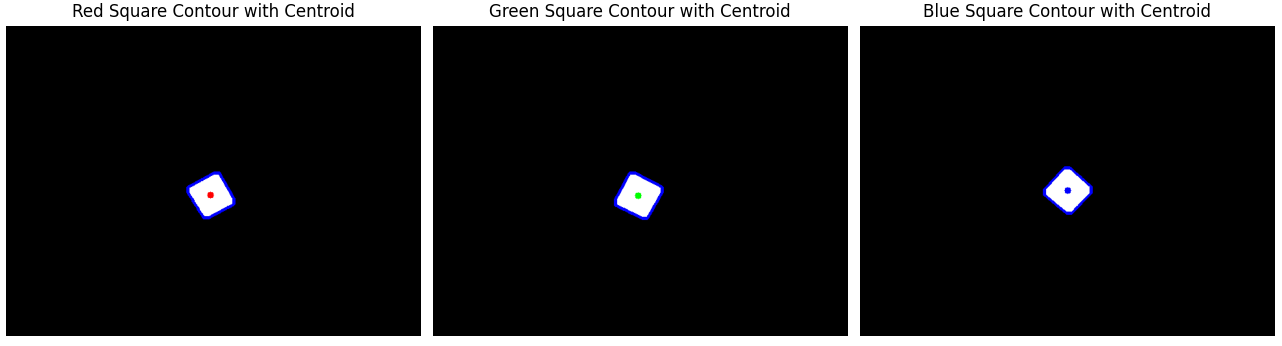 Red Square Contour with Centroid
Green Square Contour with Centroid
Blue Square Contour with Centroid